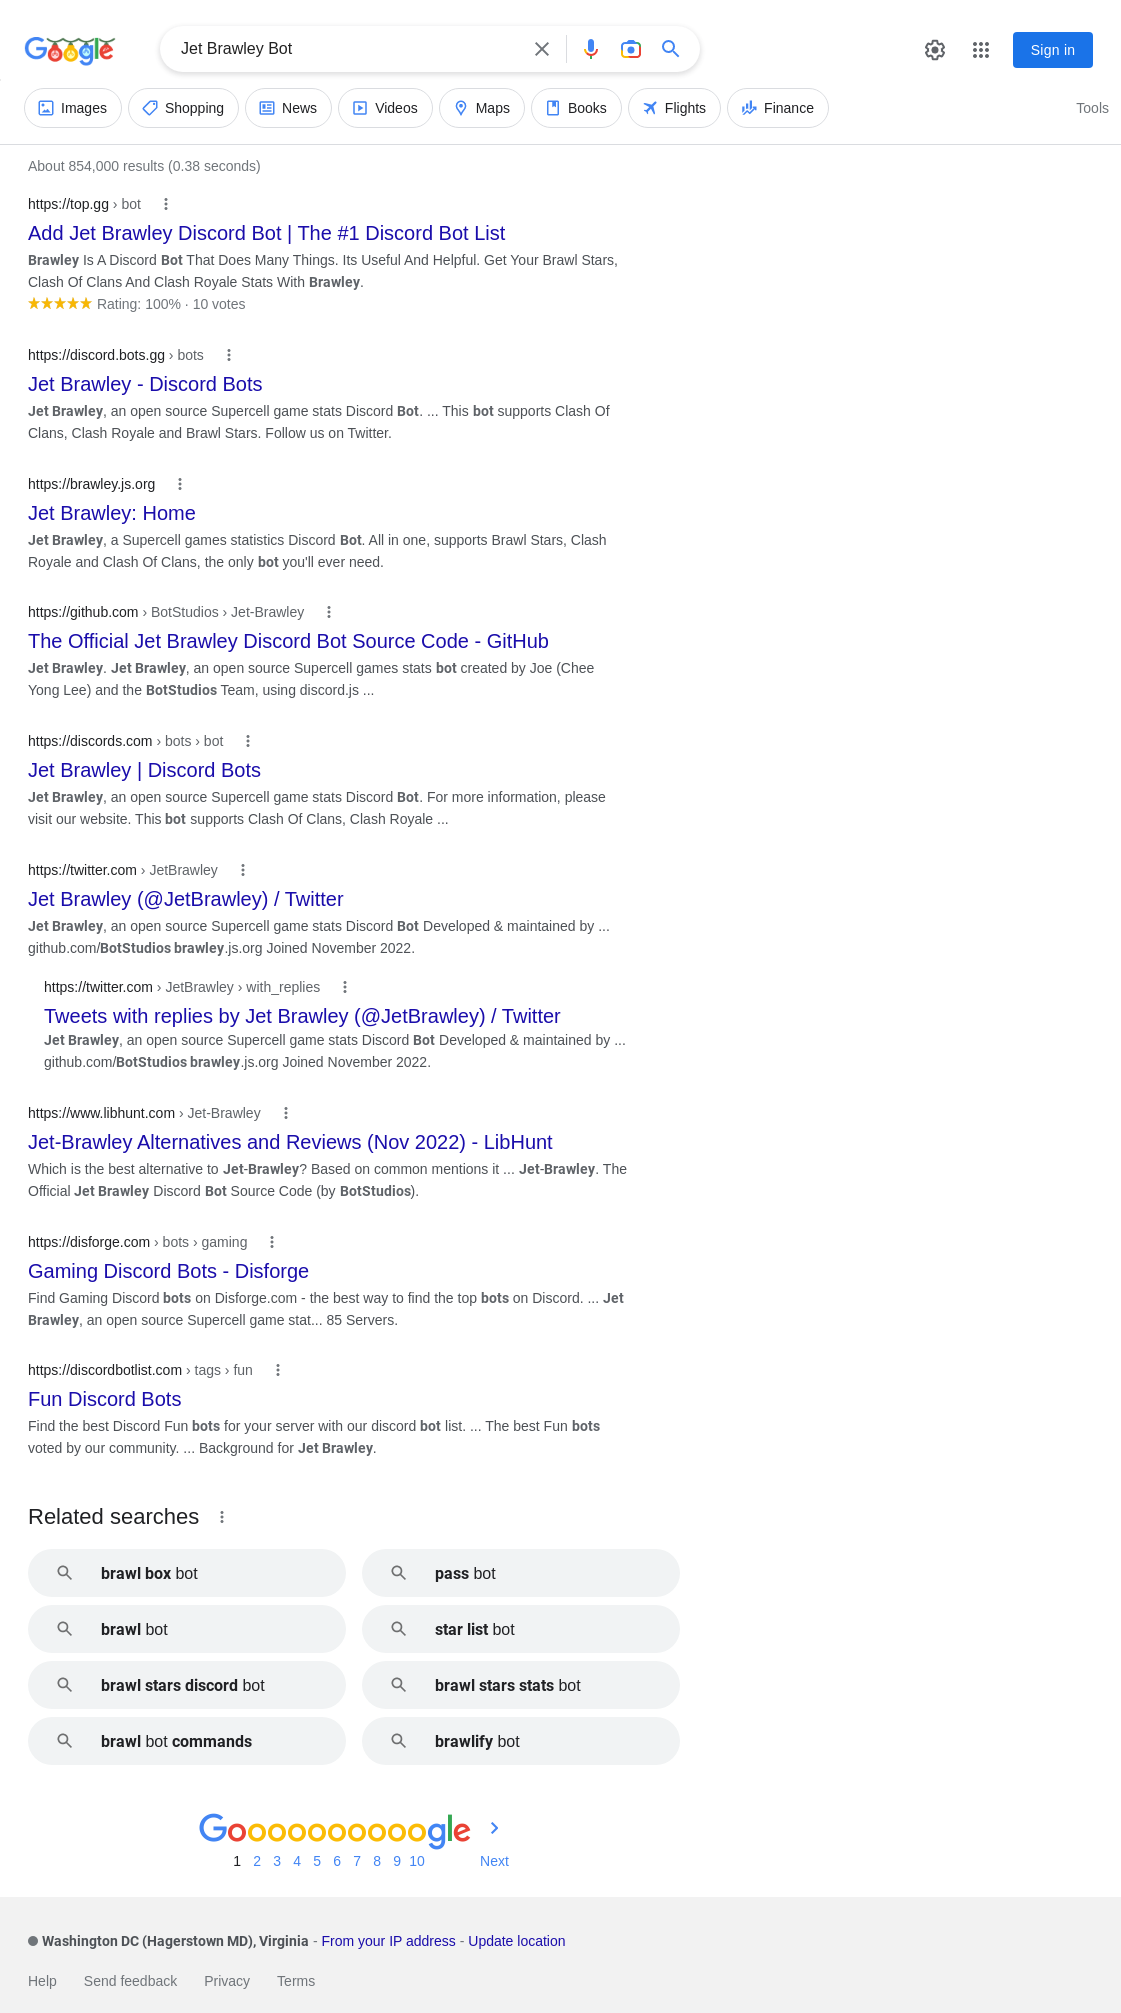 Google
Jet Brawley Bot
Sign in
Images Shopping News Videos Maps Books Flights Finance Tools
About 854,000 results (0.38 seconds)
https://top.gg › bot
Add Jet Brawley Discord Bot | The #1 Discord Bot List
Brawley Is A Discord Bot That Does Many Things. Its Useful And Helpful. Get Your Brawl Stars,
Clash Of Clans And Clash Royale Stats With Brawley.
Rating: 100% · 10 votes
https://discord.bots.gg › bots
Jet Brawley - Discord Bots
Jet Brawley, an open source Supercell game stats Discord Bot. ... This bot supports Clash Of
Clans, Clash Royale and Brawl Stars. Follow us on Twitter.
https://brawley.js.org
Jet Brawley: Home
Jet Brawley, a Supercell games statistics Discord Bot. All in one, supports Brawl Stars, Clash
Royale and Clash Of Clans, the only bot you'll ever need.
https://github.com › BotStudios › Jet-Brawley
The Official Jet Brawley Discord Bot Source Code - GitHub
Jet Brawley. Jet Brawley, an open source Supercell games stats bot created by Joe (Chee
Yong Lee) and the BotStudios Team, using discord.js ...
https://discords.com › bots › bot
Jet Brawley | Discord Bots
Jet Brawley, an open source Supercell game stats Discord Bot. For more information, please
visit our website. This bot supports Clash Of Clans, Clash Royale ...
https://twitter.com › JetBrawley
Jet Brawley (@JetBrawley) / Twitter
Jet Brawley, an open source Supercell game stats Discord Bot Developed & maintained by ...
github.com/BotStudios brawley.js.org Joined November 2022.
https://twitter.com › JetBrawley › with_replies
Tweets with replies by Jet Brawley (@JetBrawley) / Twitter
Jet Brawley, an open source Supercell game stats Discord Bot Developed & maintained by ...
github.com/BotStudios brawley.js.org Joined November 2022.
https://www.libhunt.com › Jet-Brawley
Jet-Brawley Alternatives and Reviews (Nov 2022) - LibHunt
Which is the best alternative to Jet-Brawley? Based on common mentions it ... Jet-Brawley. The
Official Jet Brawley Discord Bot Source Code (by BotStudios).
https://disforge.com › bots › gaming
Gaming Discord Bots - Disforge
Find Gaming Discord bots on Disforge.com - the best way to find the top bots on Discord. ... Jet
Brawley, an open source Supercell game stat... 85 Servers.
https://discordbotlist.com › tags › fun
Fun Discord Bots
Find the best Discord Fun bots for your server with our discord bot list. ... The best Fun bots
voted by our community. ... Background for Jet Brawley.
Related searches
brawl box bot
pass bot
brawl bot
star list bot
brawl stars discord bot
brawl stars stats bot
brawl bot commands
brawlify bot
Goooooooooogle
1 2 3 4 5 6 7 8 9 10 Next
Washington DC (Hagerstown MD), Virginia - From your IP address - Update location
Help Send feedback Privacy Terms